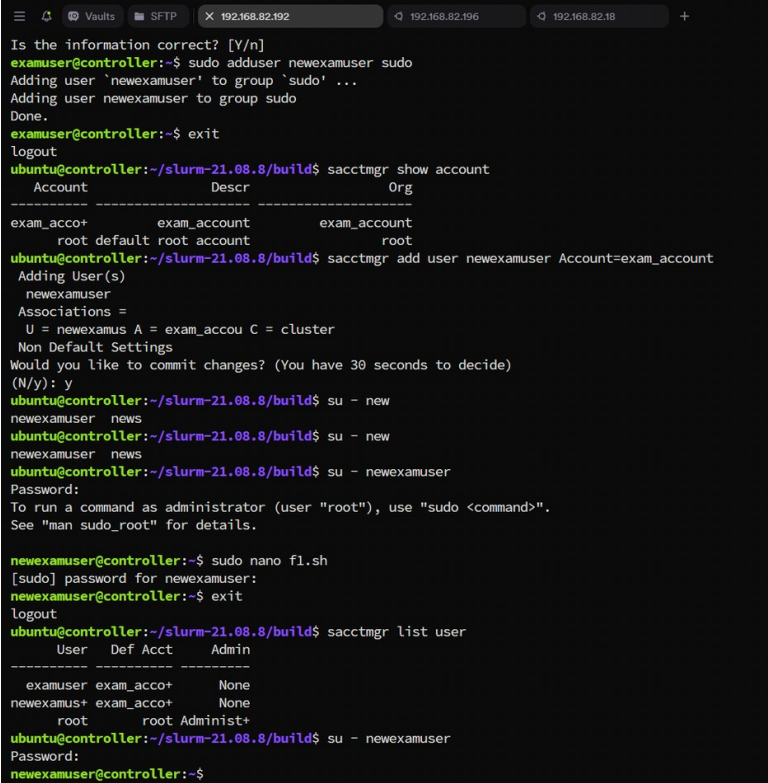 Vaults SFTP X 192.168.82.192 192.168.82.196 192.168.82.18 +
Is the information correct? [Y/n]
examuser@controller:~$ sudo adduser newexamuser sudo
Adding user `newexamuser' to group `sudo' ...
Adding user newexamuser to group sudo
Done.
examuser@controller:~$ exit
logout
ubuntu@controller:~/slurm-21.08.8/build$ sacctmgr show account
   Account                Descr                  Org
---------- -------------------- --------------------
exam_acco+         exam_account         exam_account
      root default root account                 root
ubuntu@controller:~/slurm-21.08.8/build$ sacctmgr add user newexamuser Account=exam_account
 Adding User(s)
  newexamuser
 Associations =
  U = newexamus A = exam_accou C = cluster
 Non Default Settings
Would you like to commit changes? (You have 30 seconds to decide)
(N/y): y
ubuntu@controller:~/slurm-21.08.8/build$ su - new
newexamuser  news
ubuntu@controller:~/slurm-21.08.8/build$ su - new
newexamuser  news
ubuntu@controller:~/slurm-21.08.8/build$ su - newexamuser
Password:
To run a command as administrator (user "root"), use "sudo <command>".
See "man sudo_root" for details.
newexamuser@controller:~$ sudo nano f1.sh
[sudo] password for newexamuser:
newexamuser@controller:~$ exit
logout
ubuntu@controller:~/slurm-21.08.8/build$ sacctmgr list user
      User   Def Acct     Admin
---------- ---------- ---------
  examuser exam_acco+      None
newexamus+ exam_acco+      None
      root       root Administ+
ubuntu@controller:~/slurm-21.08.8/build$ su - newexamuser
Password:
newexamuser@controller:~$